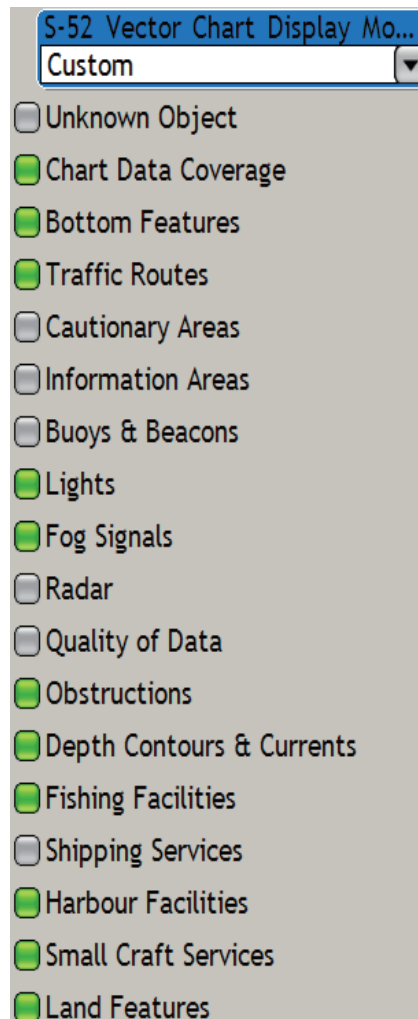 S-52 Vector Chart Display Mo...
Custom
Unknown Object
Chart Data Coverage
Bottom Features
Traffic Routes
Cautionary Areas
Information Areas
Buoys & Beacons
Lights
Fog Signals
Radar
Quality of Data
Obstructions
Depth Contours & Currents
Fishing Facilities
Shipping Services
Harbour Facilities
Small Craft Services
Land Features